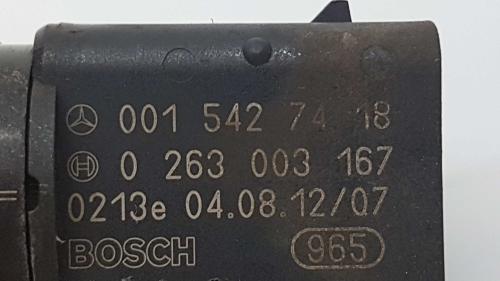 001 542 74 18
0 263 003 167
0213e 04.08.12/07
BOSCH 965